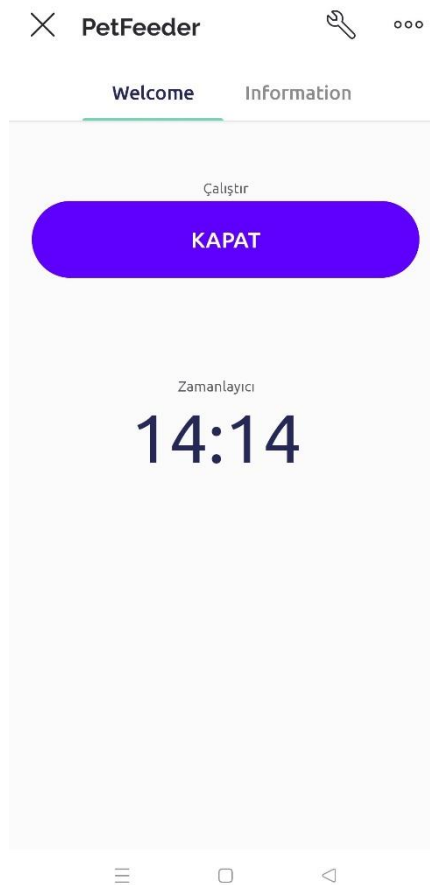 PetFeeder
Welcome Information
Çalıştır
KAPAT
Zamanlayıcı
14:14